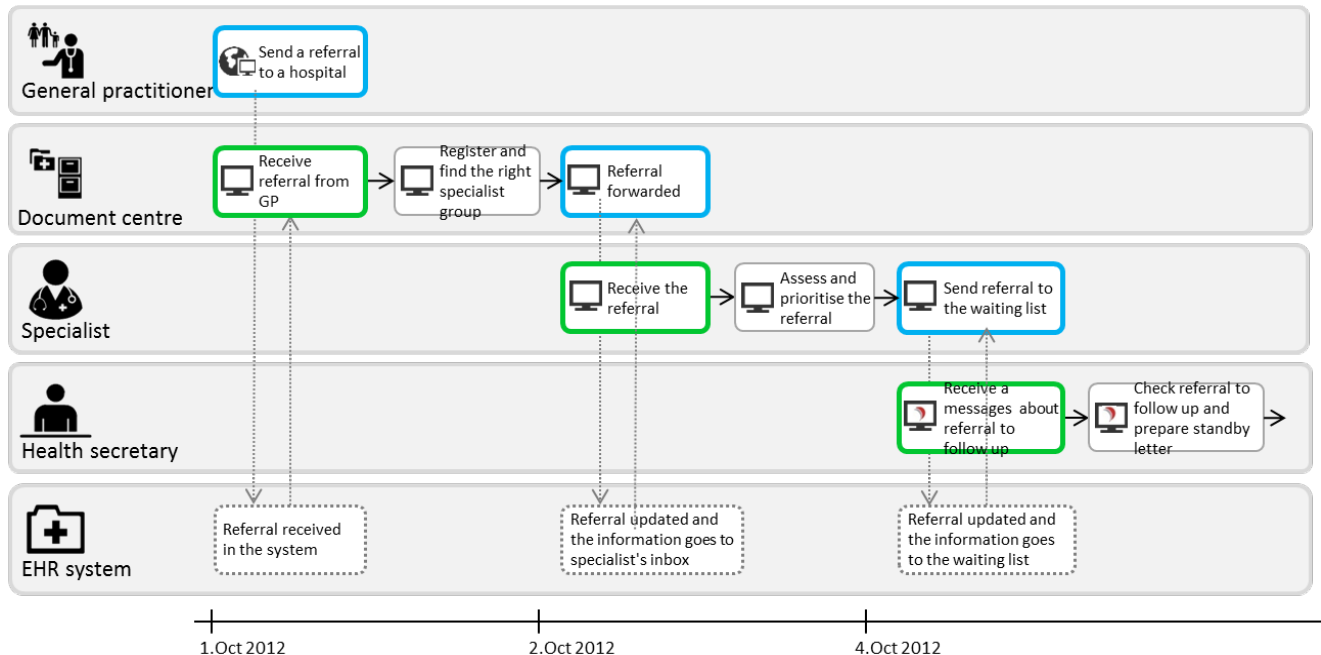 Send a referral
to a hospital
General practitioner
Receive
referral from
GP
Register and
find the right
specialist
group
Referral
forwarded
Document centre
Receive the
referral
Assess and
prioritise the
referral
Send referral to
the waiting list
Specialist
Receive a
messages about
referral to
follow up
Check referral to
follow up and
prepare standby
letter
Health secretary
Referral received
in the system
Referral updated and
the information goes to
specialist's inbox
Referral updated and
the information goes
to the waiting list
EHR system
1.Oct 2012
2.Oct 2012
4.Oct 2012